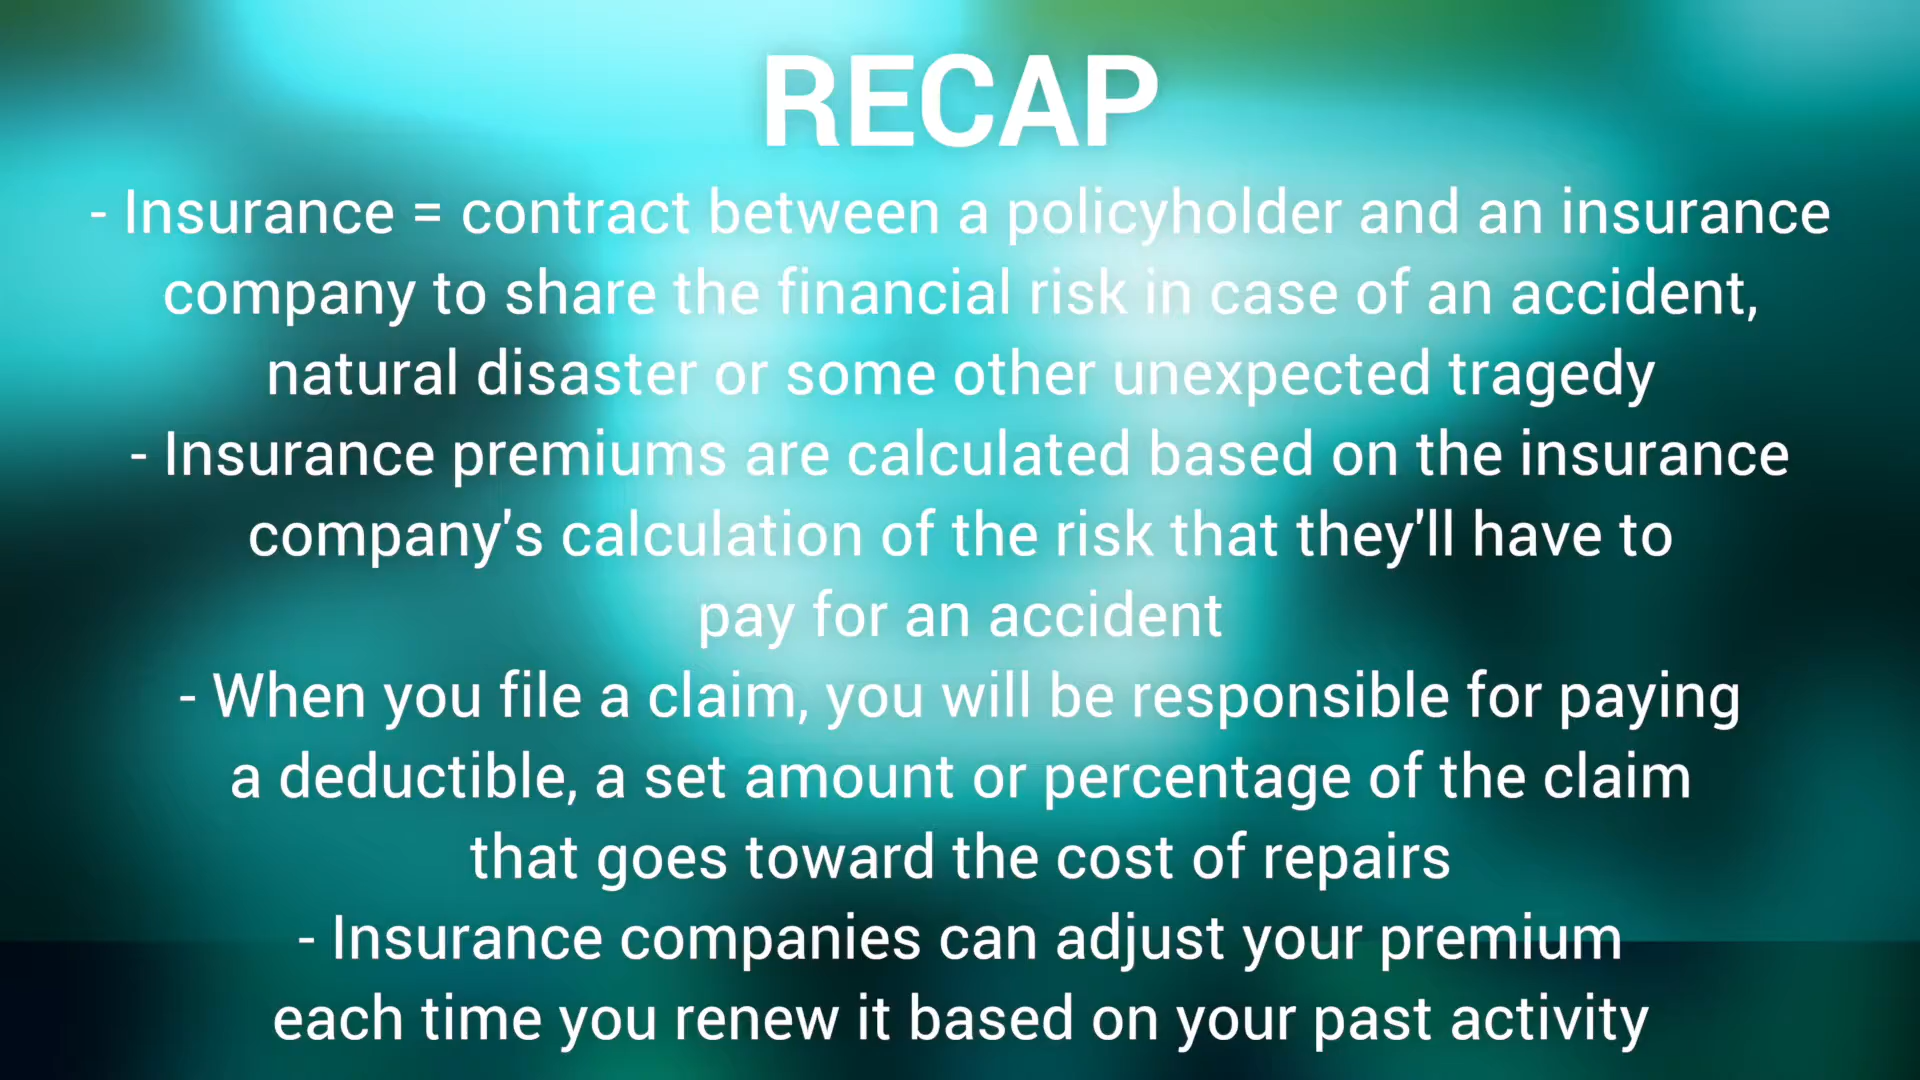 RECAP
- Insurance = contract between a policyholder and an insurance
company to share the financial risk in case of an accident,
natural disaster or some other unexpected tragedy
- Insurance premiums are calculated based on the insurance
company's calculation of the risk that they'll have to
pay for an accident
- When you file a claim, you will be responsible for paying
a deductible, a set amount or percentage of the claim
that goes toward the cost of repairs
- Insurance companies can adjust your premium
each time you renew it based on your past activity